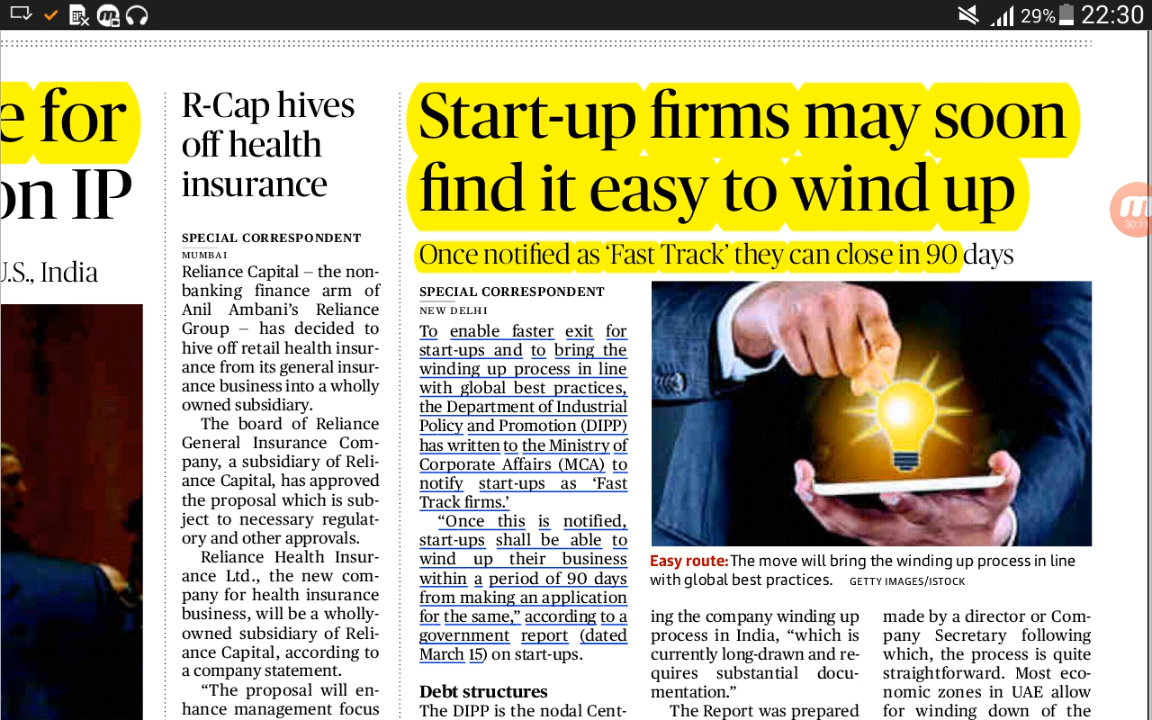 29% 22:30
e for
on IP
U.S., India
R-Cap hives
off health
insurance
SPECIAL CORRESPONDENT
MUMBAI
Reliance Capital — the non-
banking finance arm of
Anil Ambani's Reliance
Group — has decided to
hive off retail health insur-
ance from its general insur-
ance business into a wholly
owned subsidiary.
The board of Reliance
General Insurance Com-
pany, a subsidiary of Reli-
ance Capital, has approved
the proposal which is sub-
ject to necessary regulat-
ory and other approvals.
Reliance Health Insur-
ance Ltd., the new com-
pany for health insurance
business, will be a wholly-
owned subsidiary of Reli-
ance Capital, according to
a company statement.
“The proposal will en-
hance management focus
Start-up firms may soon
find it easy to wind up
Once notified as ‘Fast Track’ they can close in 90 days
SPECIAL CORRESPONDENT
NEW DELHI
To enable faster exit for
start-ups and to bring the
winding up process in line
with global best practices,
the Department of Industrial
Policy and Promotion (DIPP)
has written to the Ministry of
Corporate Affairs (MCA) to
notify start-ups as ‘Fast
Track firms.’
“Once this is notified,
start-ups shall be able to
wind up their business
within a period of 90 days
from making an application
for the same,” according to a
government report (dated
March 15) on start-ups.
Debt structures
The DIPP is the nodal Cent-
Easy route: The move will bring the winding up process in line
with global best practices. GETTY IMAGES/ISTOCK
ing the company winding up
process in India, “which is
currently long-drawn and re-
quires substantial docu-
mentation.”
The Report was prepared
made by a director or Com-
pany Secretary following
which, the process is quite
straightforward. Most eco-
nomic zones in UAE allow
for winding down of the
30:11